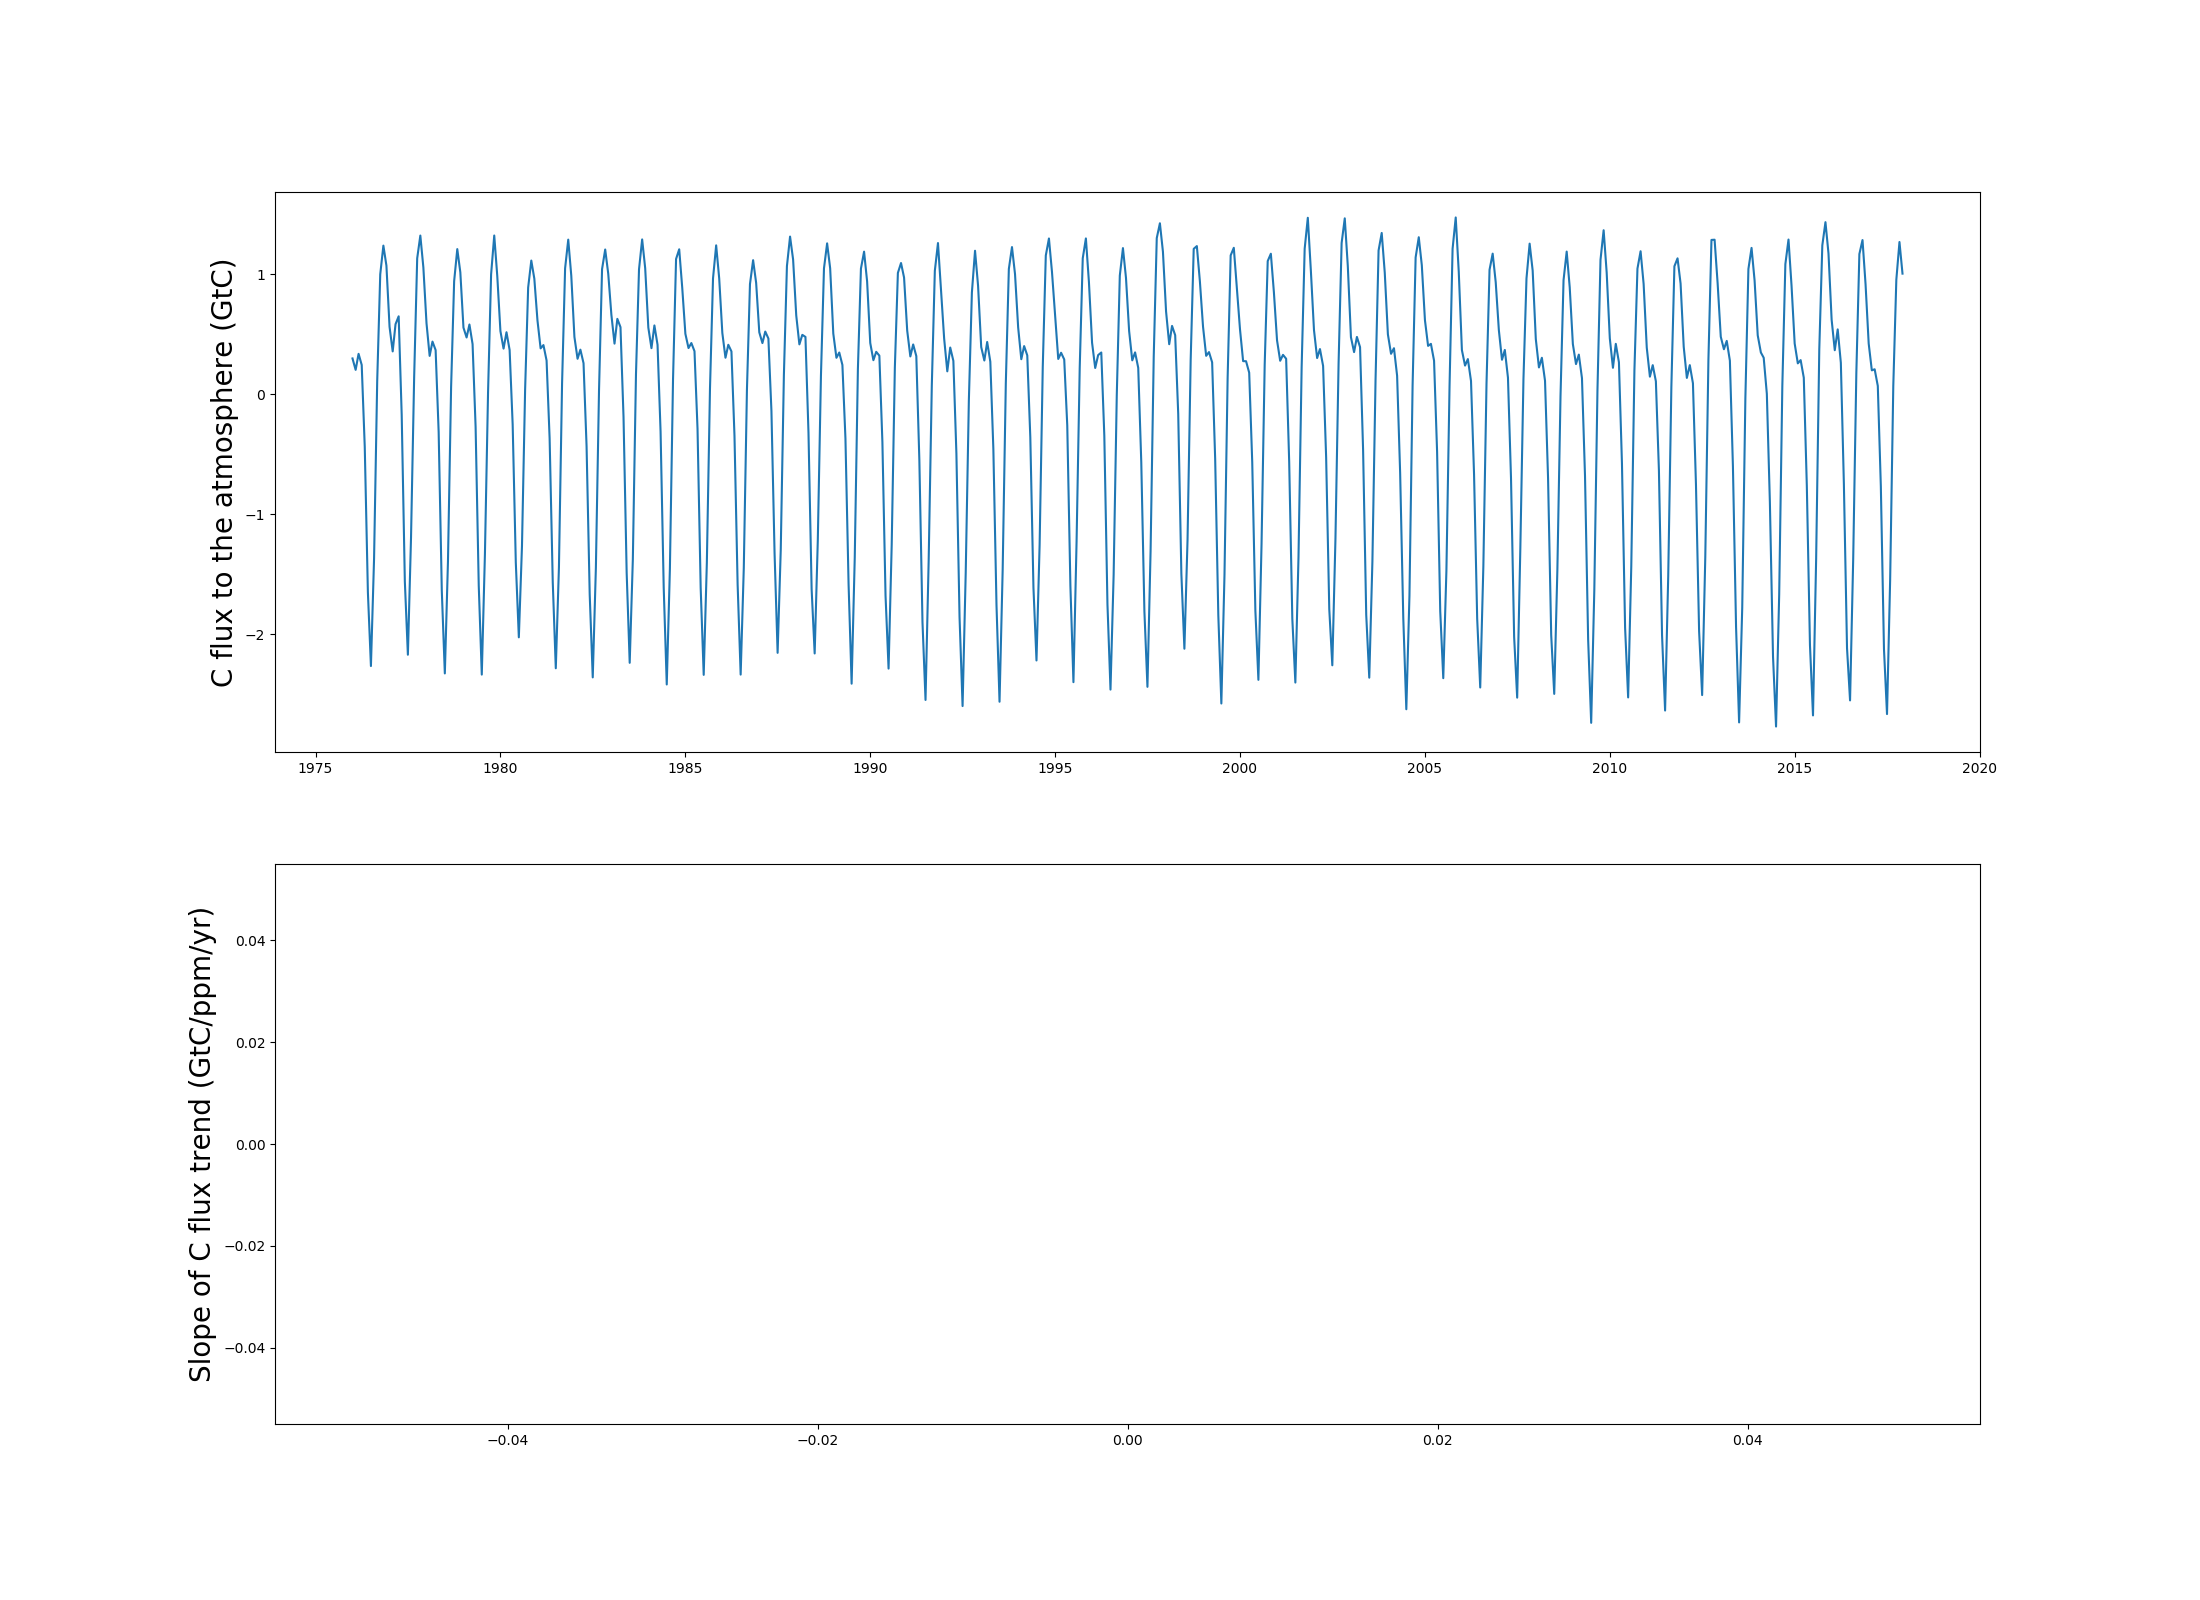 C flux to the atmosphere (GtC)
1
0
−1
−2
1975 1980 1985 1990 1995 2000 2005 2010 2015 2020
Slope of C flux trend (GtC/ppm/yr)
0.04
0.02
0.00
−0.02
−0.04
−0.04 −0.02 0.00 0.02 0.04